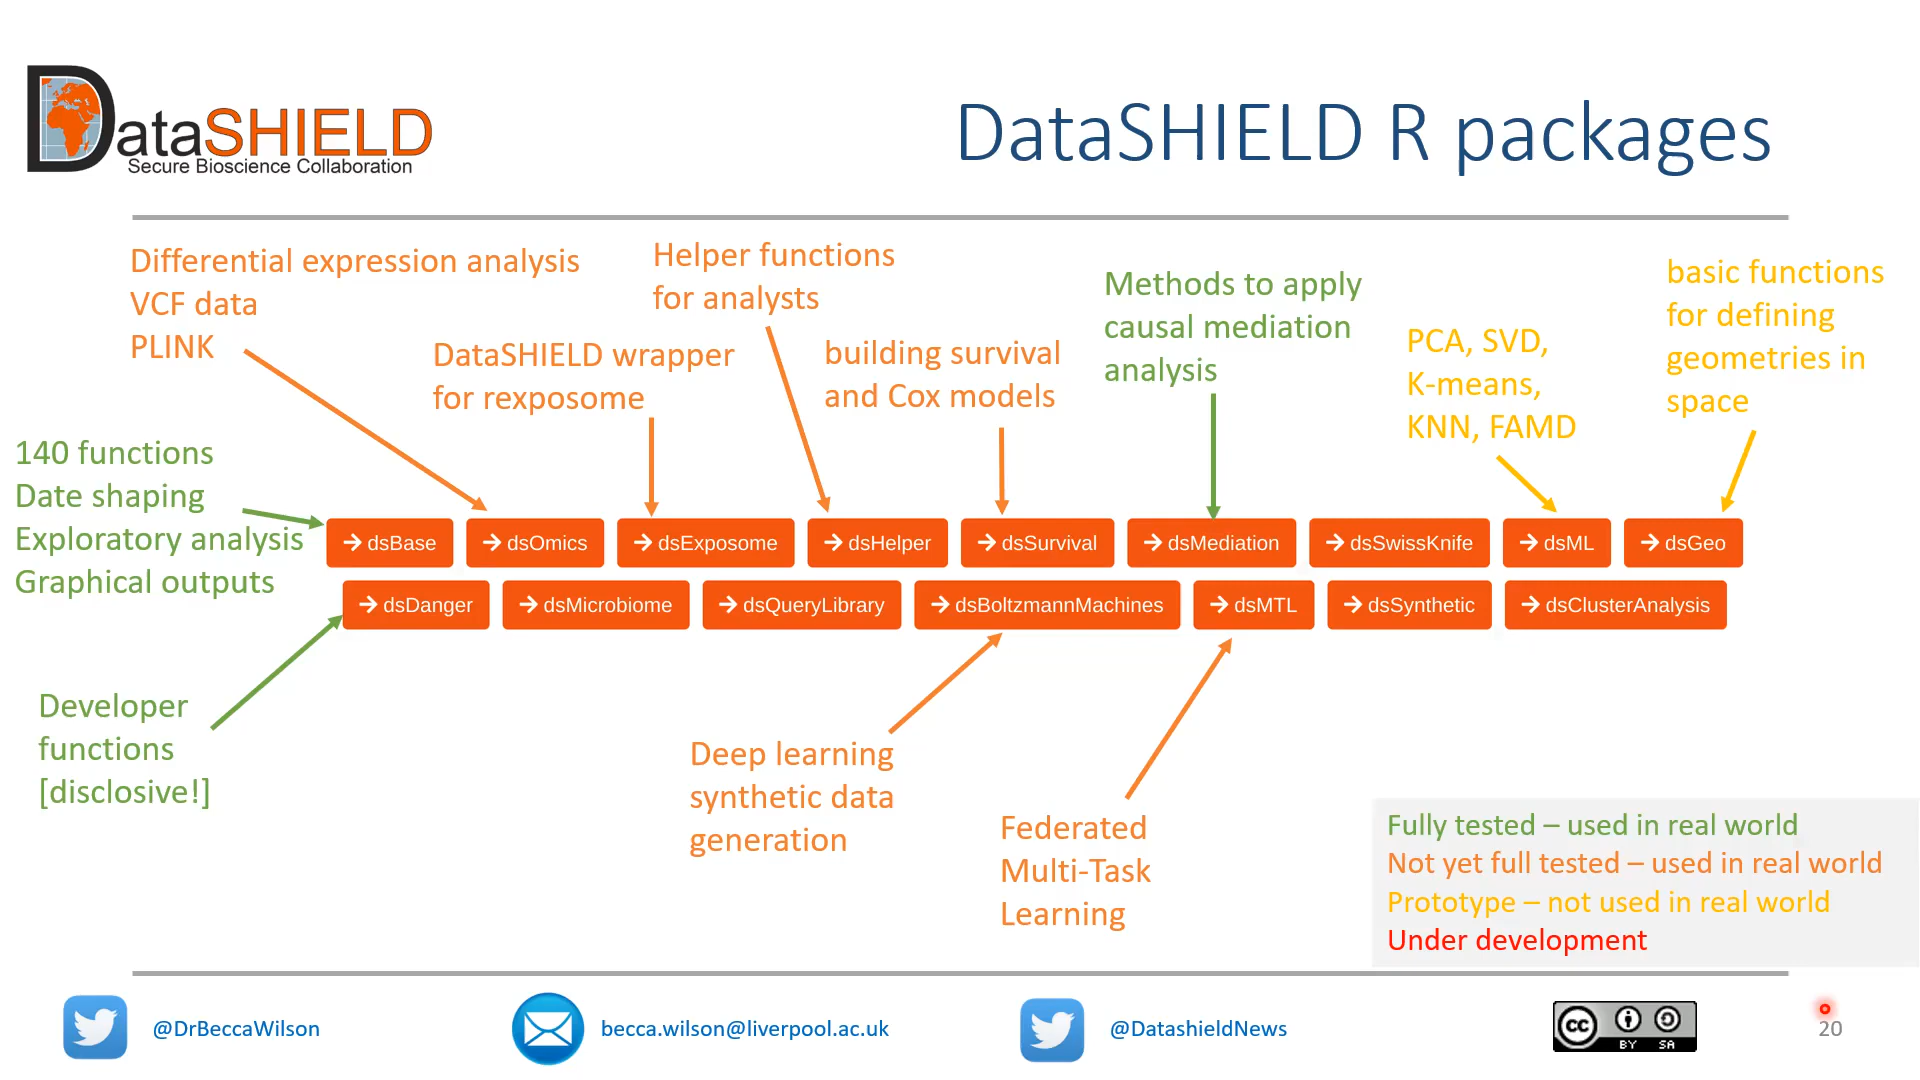 DataSHIELD
Secure Bioscience Collaboration
DataSHIELD R packages
Differential expression analysis
VCF data
PLINK
DataSHIELD wrapper
for rexposome
Helper functions
for analysts
building survival
and Cox models
Methods to apply
causal mediation
analysis
PCA, SVD,
K-means,
KNN, FAMD
basic functions
for defining
geometries in
space
140 functions
Date shaping
Exploratory analysis
Graphical outputs
→ dsBase
→ dsOmics
→ dsExposome
→ dsHelper
→ dsSurvival
→ dsMediation
→ dsSwissKnife
→ dsML
→ dsGeo
→ dsDanger
→ dsMicrobiome
→ dsQueryLibrary
→ dsBoltzmannMachines
→ dsMTL
→ dsSynthetic
→ dsClusterAnalysis
Developer
functions
[disclosive!]
Deep learning
synthetic data
generation
Federated
Multi-Task
Learning
Fully tested – used in real world
Not yet full tested – used in real world
Prototype – not used in real world
Under development
@DrBeccaWilson
becca.wilson@liverpool.ac.uk
@DatashieldNews
cc
BY SA
20